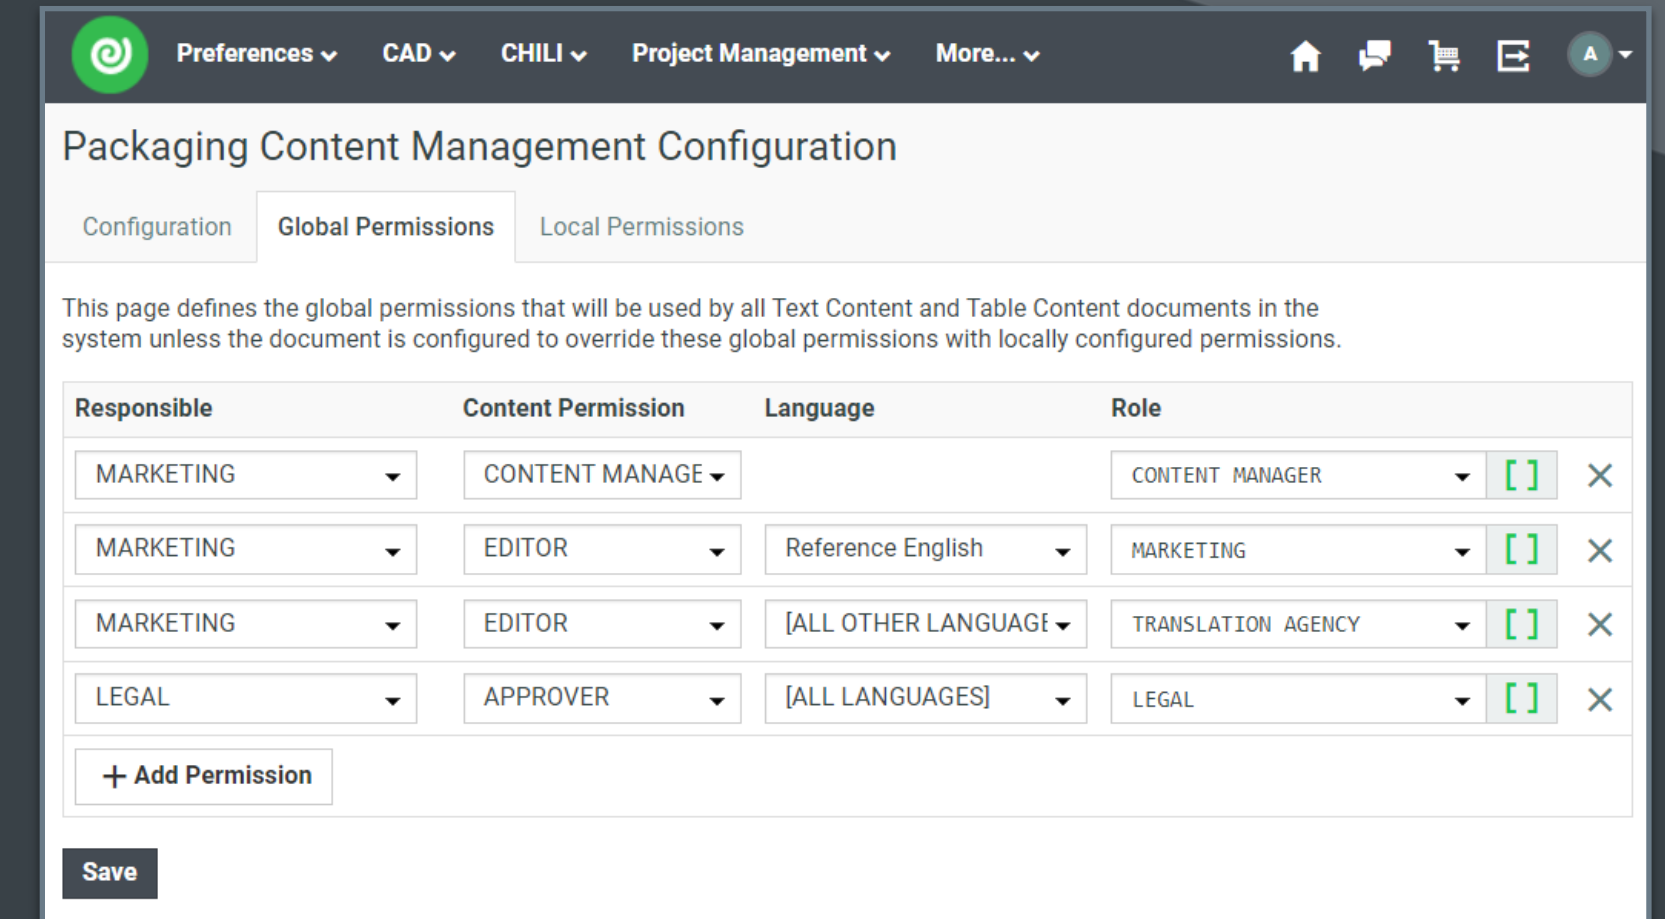 Preferences CAD CHILI Project Management More... A
Packaging Content Management Configuration
Configuration Global Permissions Local Permissions
This page defines the global permissions that will be used by all Text Content and Table Content documents in the
system unless the document is configured to override these global permissions with locally configured permissions.
Responsible Content Permission Language Role
MARKETING CONTENT MANAGE CONTENT MANAGER []
MARKETING EDITOR Reference English MARKETING []
MARKETING EDITOR [ALL OTHER LANGUAGE TRANSLATION AGENCY []
LEGAL APPROVER [ALL LANGUAGES] LEGAL []
+ Add Permission
Save